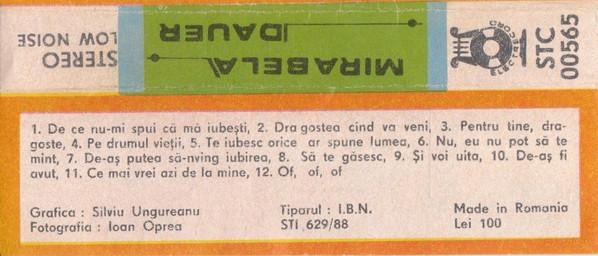 STEREO
LOW NOISE
MIRABELA
DAUER
ELECTRECORD
STC
00565
1. De ce nu-mi spui că mă iubești, 2. Dragostea cind va veni, 3. Pentru tine, dra-
goste, 4. Pe drumul vieții, 5. Te iubesc orice ar spune lumea, 6. Nu, eu nu pot să te
mint, 7. De-aș putea să-nving iubirea, 8. Să te găsesc, 9. Și voi uita, 10. De-aș fi
avut, 11. Ce mai vrei azi de la mine, 12. Of, of, of
Grafica : Silviu Ungureanu
Fotografia : Ioan Oprea
Tiparul : I.B.N.
STI 629/88
Made in Romania
Lei 100